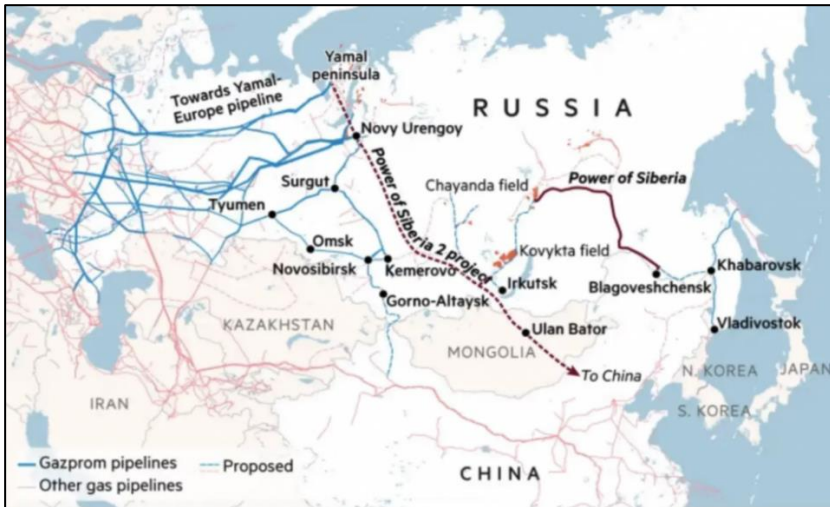 Yamal
peninsula
Towards Yamal-
Europe pipeline
RUSSIA
Novy Urengoy
Power of Siberia 2 project
Chayanda field
Power of Siberia
Surgut
Tyumen
Omsk
Novosibirsk
Kemerovo
Kovykta field
Irkutsk
Gorno-Altaysk
Blagoveshchensk
Khabarovsk
Vladivostok
KAZAKHSTAN
Ulan Bator
MONGOLIA
To China
N. KOREA
JAPAN
S. KOREA
IRAN
CHINA
Gazprom pipelines
Proposed
Other gas pipelines